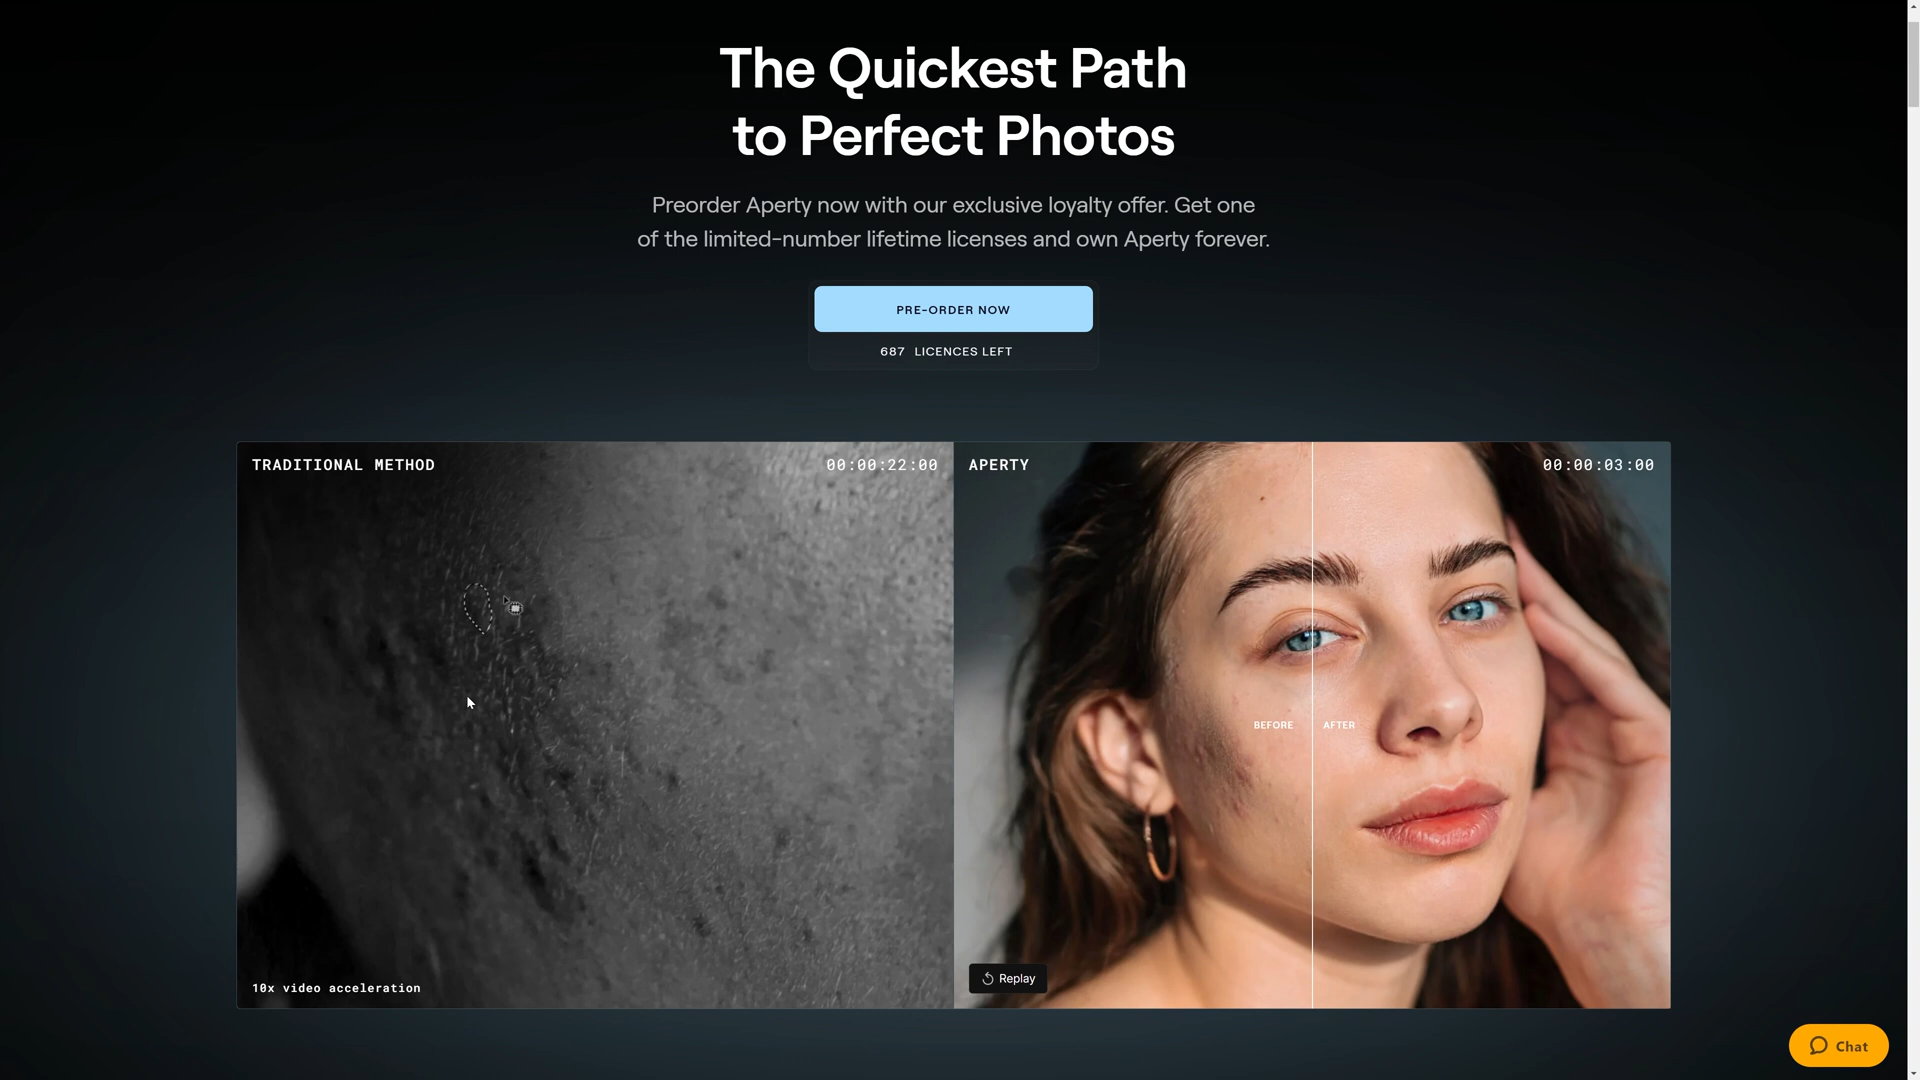 The Quickest Path
to Perfect Photos
Preorder Aperty now with our exclusive loyalty offer. Get one
of the limited-number lifetime licenses and own Aperty forever.
PRE-ORDER NOW
687 LICENCES LEFT
TRADITIONAL METHOD
00:00:22:00
APERTY
00:00:03:00
BEFORE
AFTER
10x video acceleration
Replay
Chat